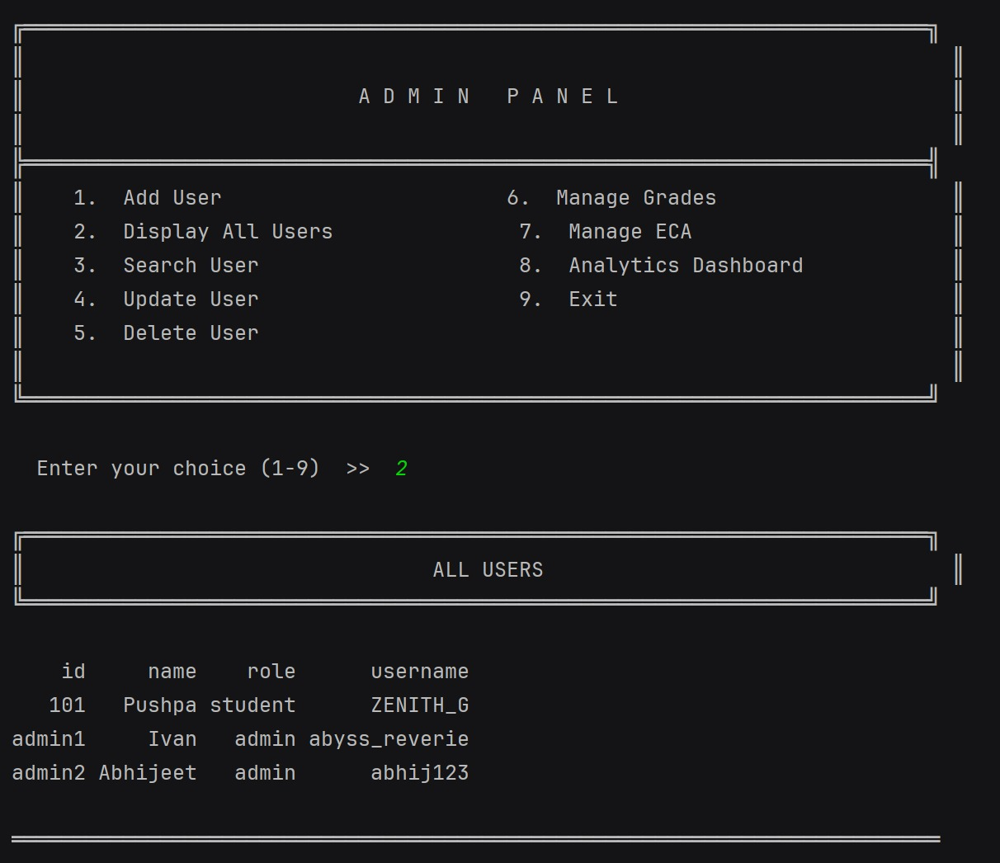 A D M I N   P A N E L
1.  Add User                       6.  Manage Grades
2.  Display All Users               7.  Manage ECA
3.  Search User                     8.  Analytics Dashboard
4.  Update User                     9.  Exit
5.  Delete User
Enter your choice (1-9)  >>  2
ALL USERS
    id     name    role      username
   101   Pushpa student      ZENITH_G
admin1     Ivan   admin abyss_reverie
admin2 Abhijeet   admin      abhij123